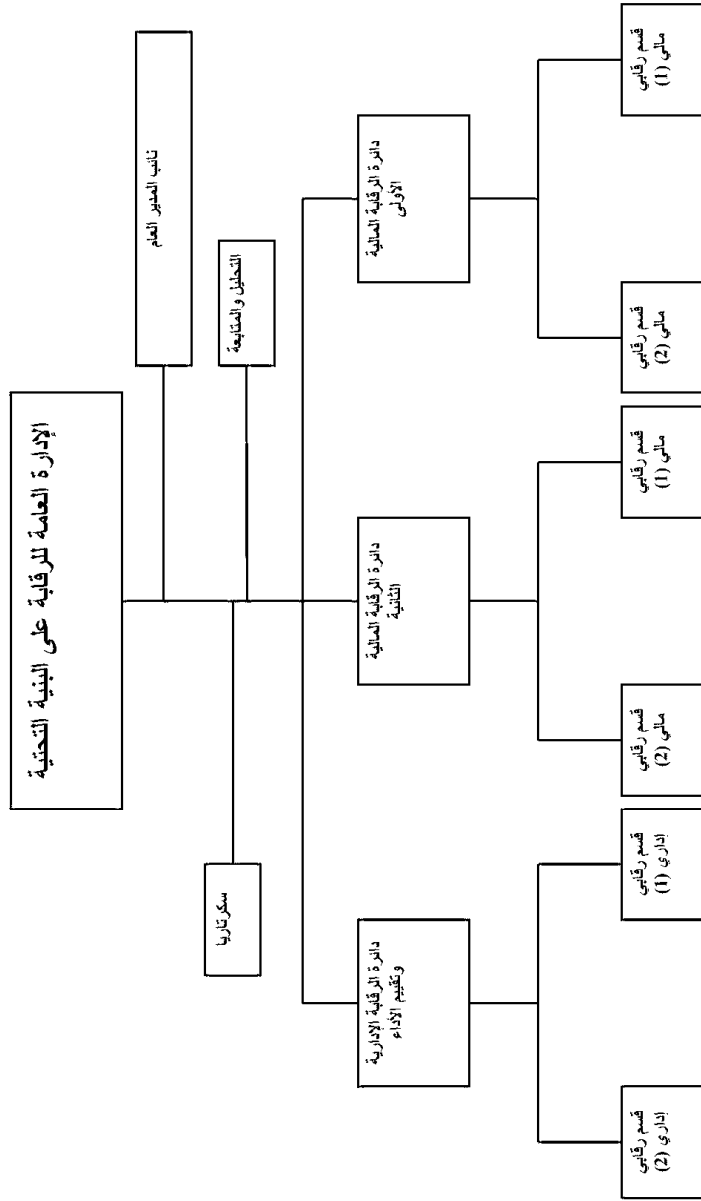 الإدارة العامة للرقابة على البنية التحتية
نائب المدير العام
التحليل والمتابعة
سكرتاريا
دائرة الرقابة المالية
الأولى
دائرة الرقابة المالية
الثانية
دائرة الرقابة الإدارية
وتقييم الأداء
قسم رقابي
مالي (1)
قسم رقابي
مالي (2)
قسم رقابي
مالي (1)
قسم رقابي
مالي (2)
قسم رقابي
إداري (1)
قسم رقابي
إداري (2)